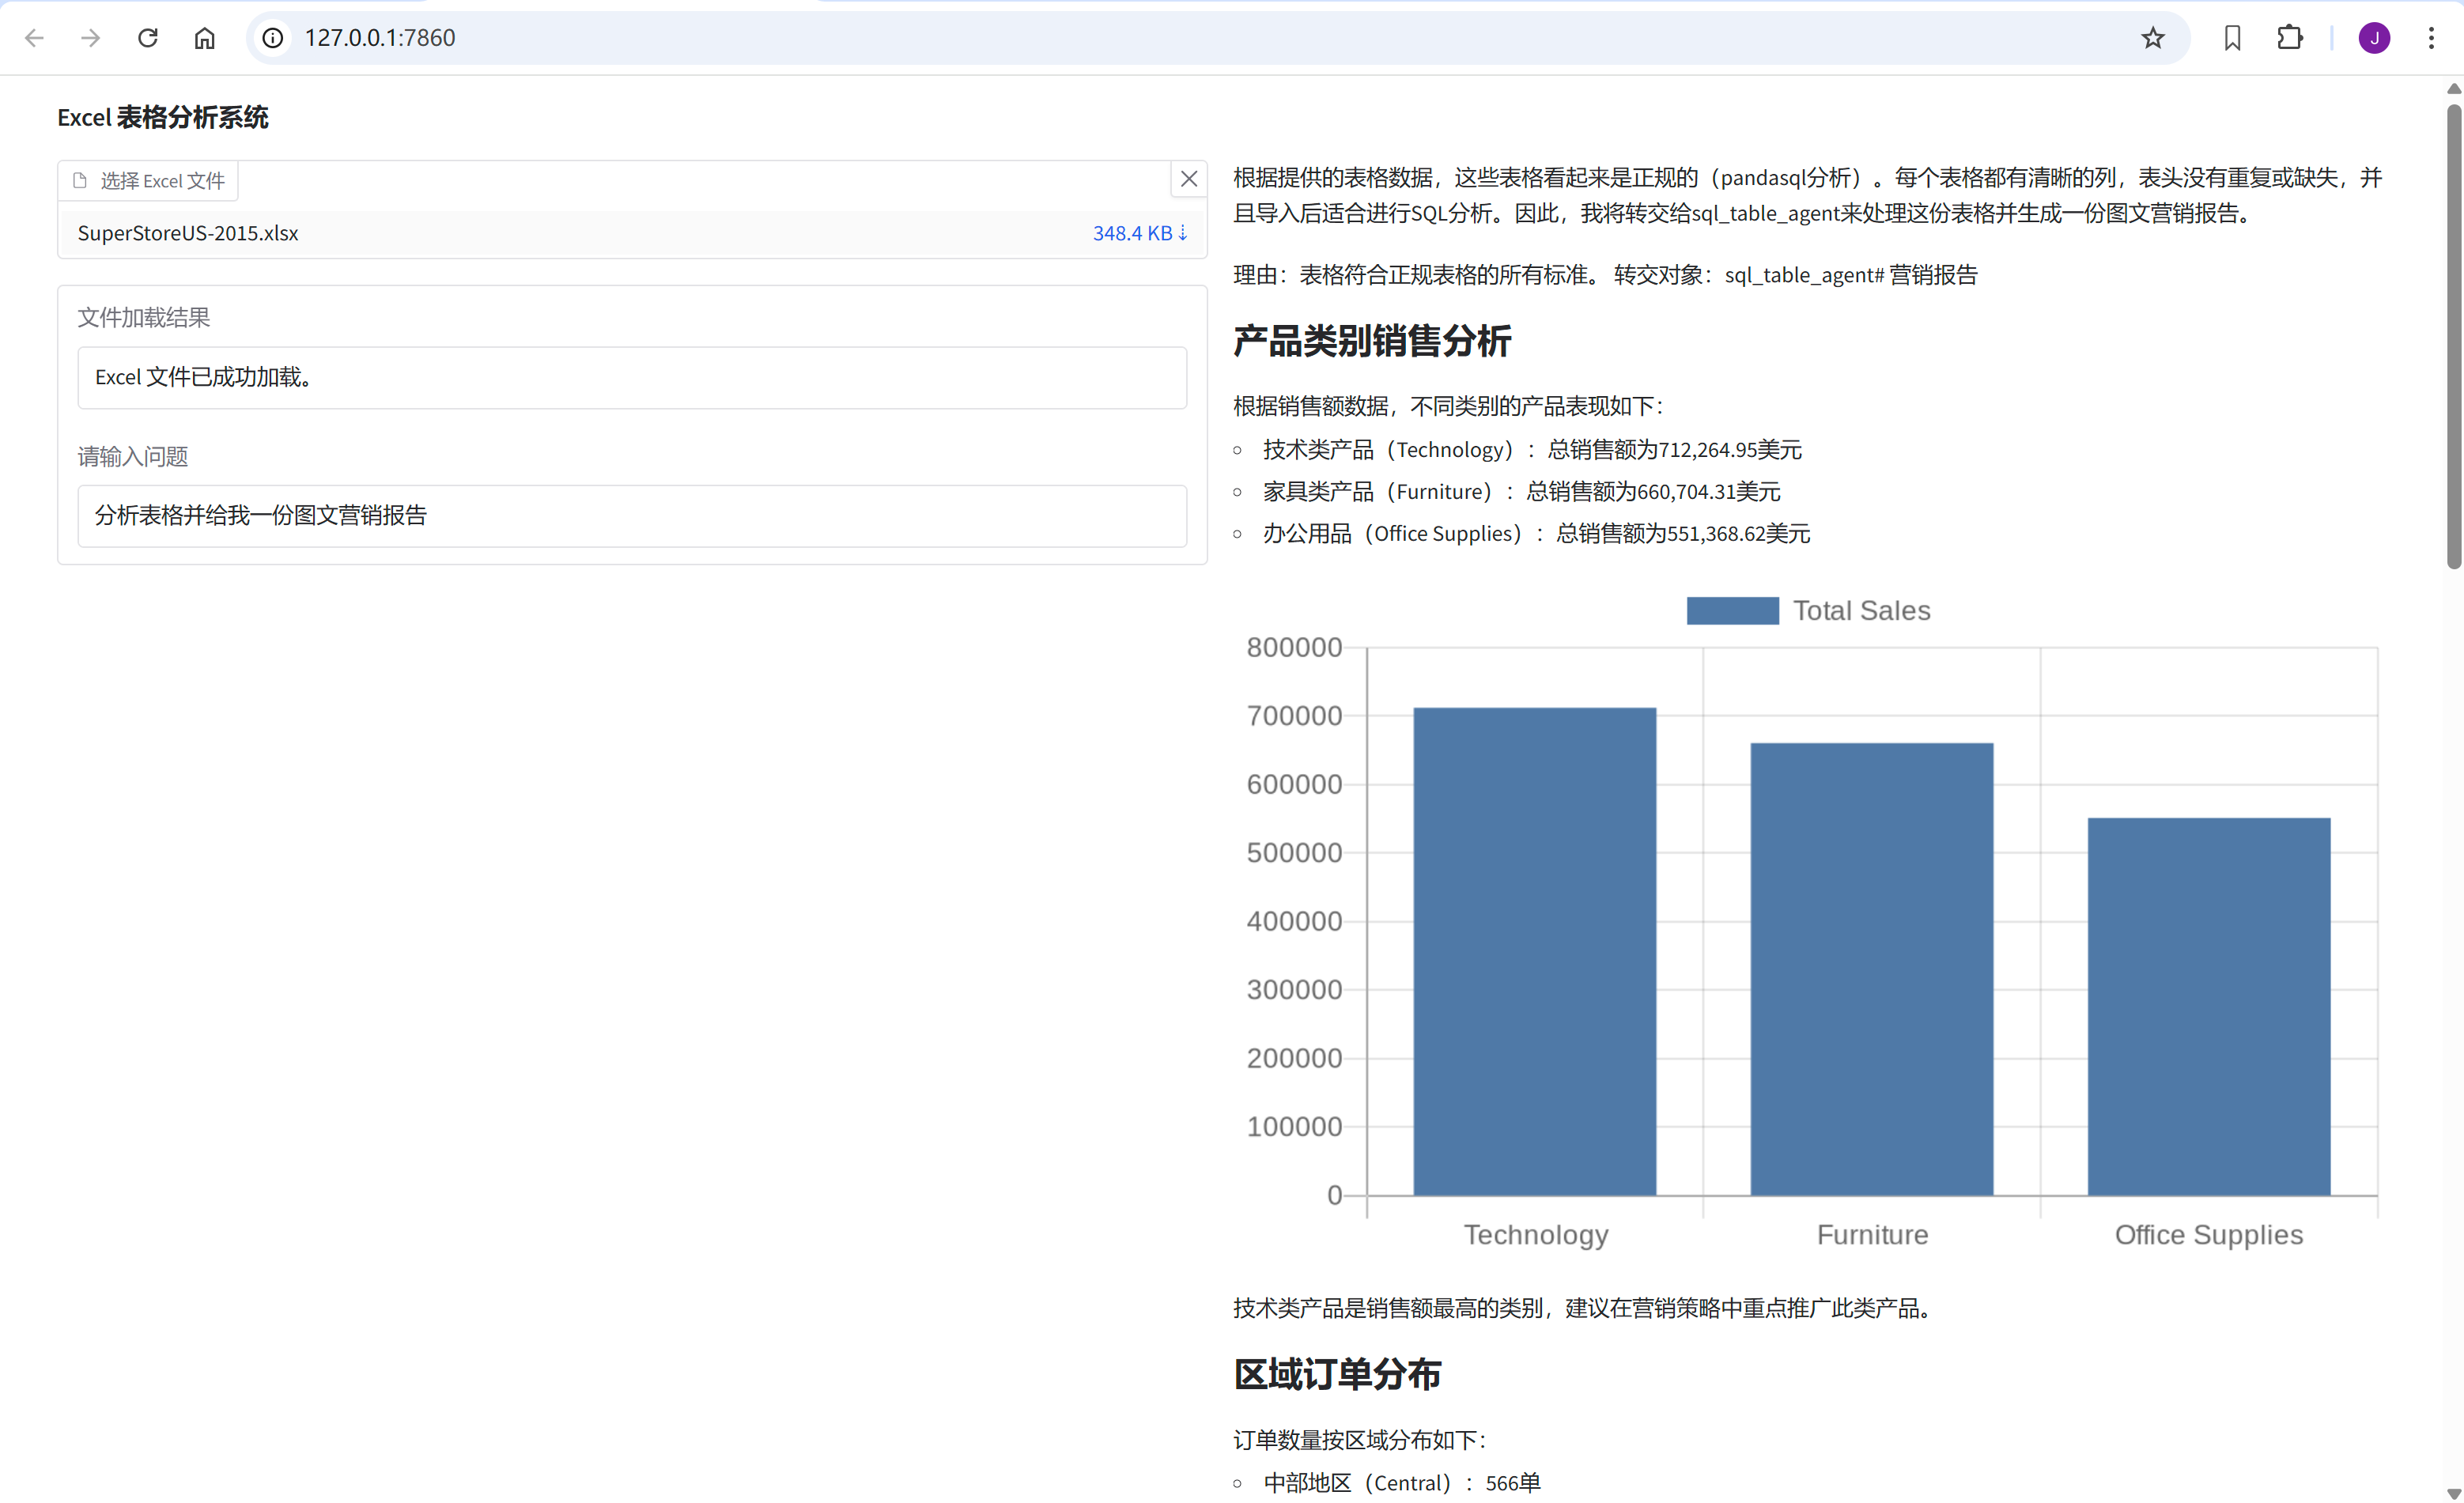 127.0.0.1:7860
J
Excel 表格分析系统
选择 Excel 文件
SuperStoreUS-2015.xlsx
348.4 KB ⇣
文件加载结果
Excel 文件已成功加载。
请输入问题
分析表格并给我一份图文营销报告
根据提供的表格数据，这些表格看起来是正规的（pandasql分析）。每个表格都有清晰的列，表头没有重复或缺失，并
且导入后适合进行SQL分析。因此，我将转交给sql_table_agent来处理这份表格并生成一份图文营销报告。
理由：表格符合正规表格的所有标准。 转交对象：sql_table_agent# 营销报告
产品类别销售分析
根据销售额数据，不同类别的产品表现如下：
技术类产品（Technology）：总销售额为712,264.95美元
家具类产品（Furniture）：总销售额为660,704.31美元
办公用品（Office Supplies）：总销售额为551,368.62美元
Total Sales
800000
700000
600000
500000
400000
300000
200000
100000
0
Technology
Furniture
Office Supplies
技术类产品是销售额最高的类别，建议在营销策略中重点推广此类产品。
区域订单分布
订单数量按区域分布如下：
中部地区（Central）：566单